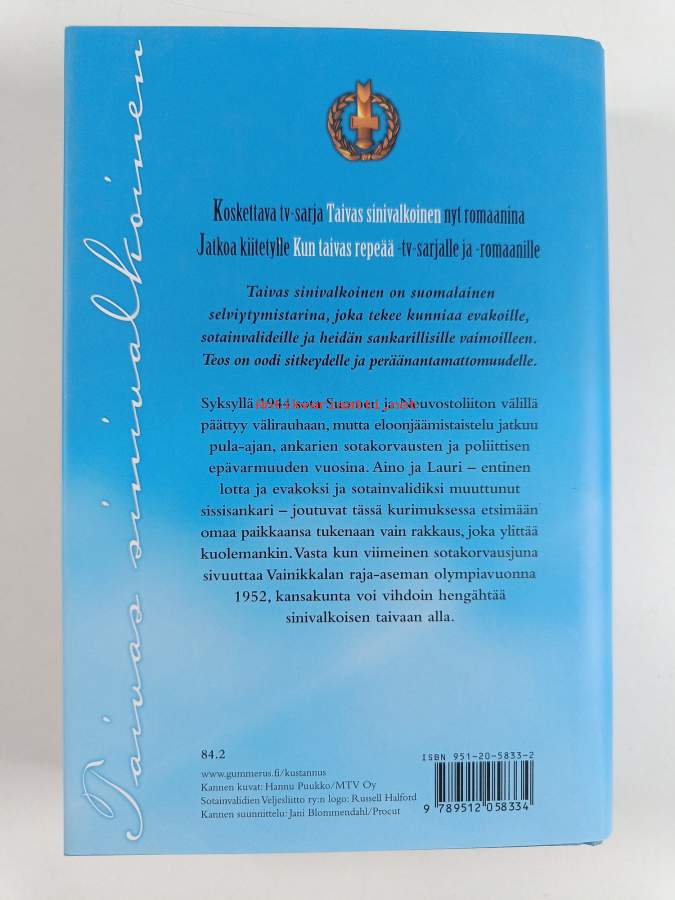 Taivas sinivalkoinen
Koskettava tv-sarja Taivas sinivalkoinen nyt romaanina
Jatkoa kiitetylle Kun taivas repeää -tv-sarjalle ja -romaanille
Taivas sinivalkoinen on suomalainen
selviytymistarina, joka tekee kunniaa evakoille,
sotainvalideille ja heidän sankarillisille vaimoilleen.
Teos on oodi sitkeydelle ja peräänantamattomuudelle.
Syksyllä 1944 sota Suomen ja Neuvostoliiton välillä
päättyy välirauhaan, mutta eloonjäämistaistelu jatkuu
pula-ajan, ankarien sotakorvausten ja poliittisen
epävarmuuden vuosina. Aino ja Lauri – entinen
lotta ja evakoksi ja sotainvalidiksi muuttunut
sissisankari – joutuvat tässä kurimuksessa etsimään
omaa paikkaansa tukenaan vain rakkaus, joka ylittää
kuolemankin. Vasta kun viimeinen sotakorvausjuna
sivuuttaa Vainikkalan raja-aseman olympiavuonna
1952, kansakunta voi vihdoin hengähtää
sinivalkoisen taivaan alla.
84.2
www.gummerus.fi/kustannus
Kannen kuvat: Hannu Puukko/MTV Oy
Sotainvalidien Veljesliitto ry:n logo: Russell Halford
Kannen suunnittelu: Jani Blommendahl/Procut
ISBN 951-20-5833-2
9 789512 058334